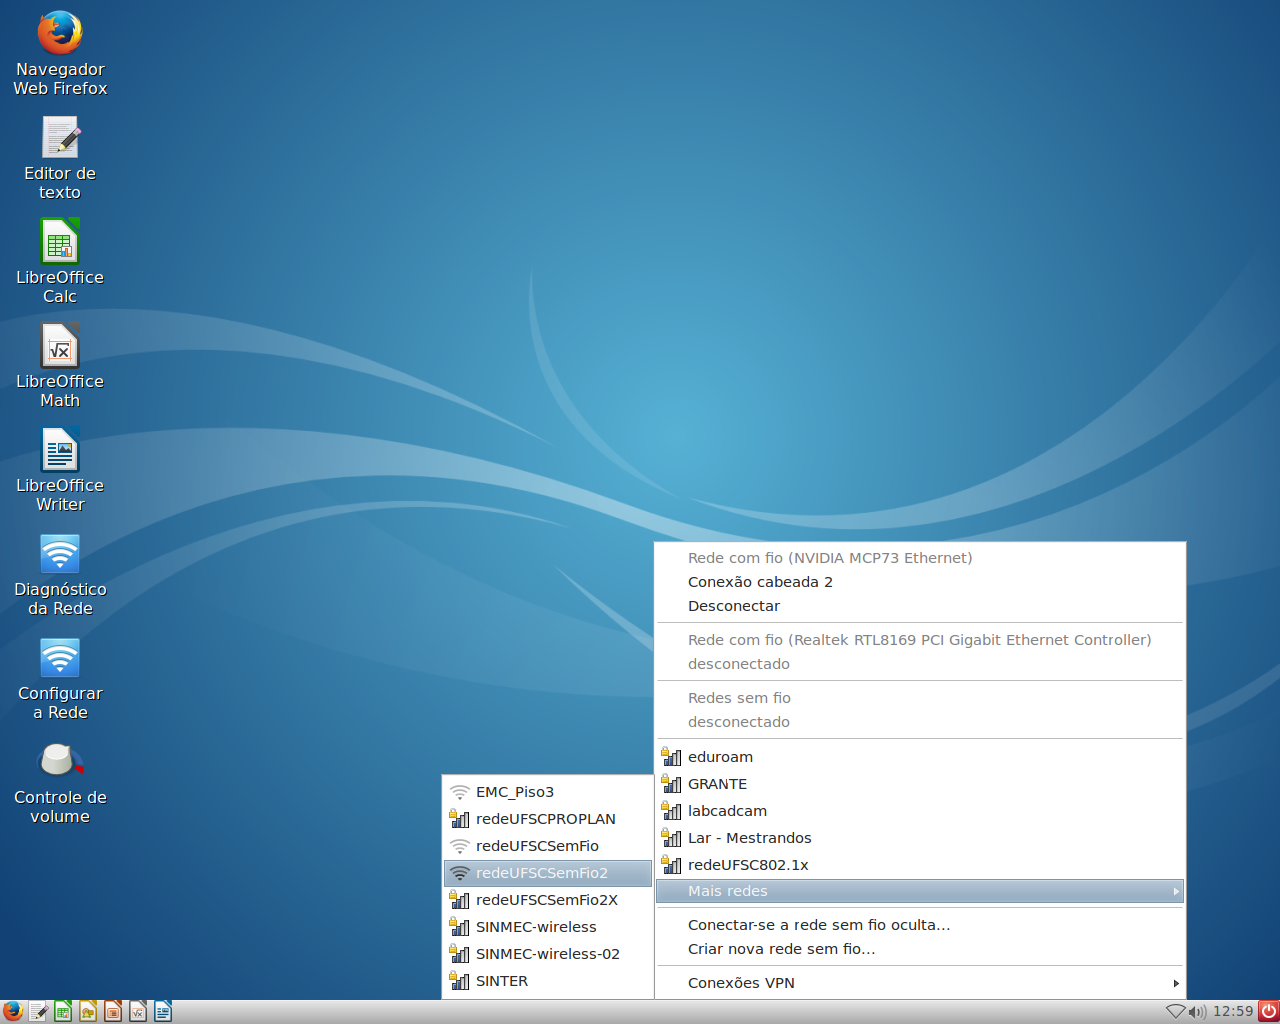 Navegador
Web Firefox
Editor de
texto
LibreOffice
Calc
LibreOffice
Math
LibreOffice
Writer
Diagnóstico
da Rede
Configurar
a Rede
Controle de
volume
EMC_Piso3
redeUFSCPROPLAN
redeUFSCSemFio
redeUFSCSemFio2
redeUFSCSemFio2X
SINMEC-wireless
SINMEC-wireless-02
SINTER
Rede com fio (NVIDIA MCP73 Ethernet)
Conexão cabeada 2
Desconectar
Rede com fio (Realtek RTL8169 PCI Gigabit Ethernet Controller)
desconectado
Redes sem fio
desconectado
eduroam
GRANTE
labcadcam
Lar - Mestrandos
redeUFSC802.1x
Mais redes
Conectar-se a rede sem fio oculta...
Criar nova rede sem fio...
Conexões VPN
12:59